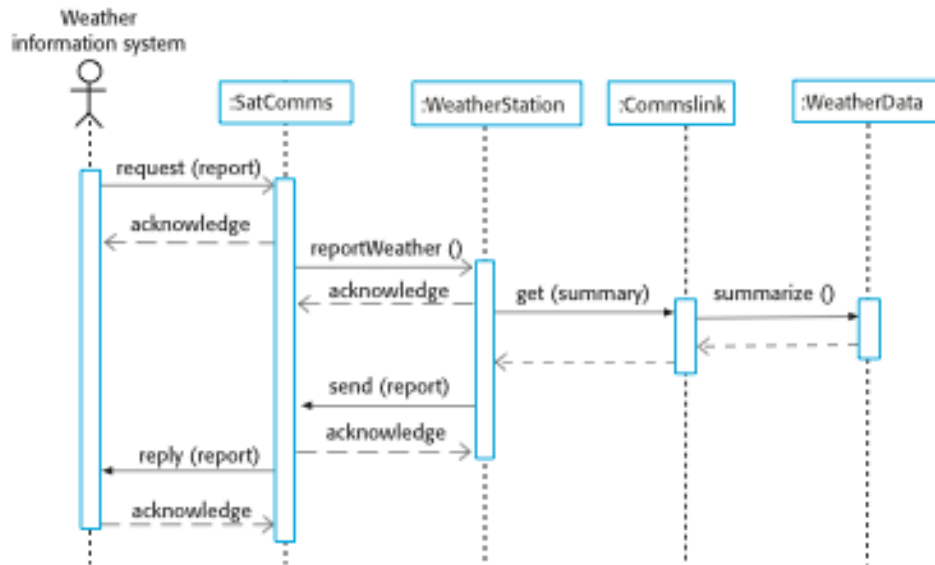 Weather
information system
:SatComms
:WeatherStation
:Commslink
:WeatherData
request (report)
acknowledge
reportWeather ()
acknowledge
get (summary)
summarize ()
send (report)
acknowledge
reply (report)
acknowledge